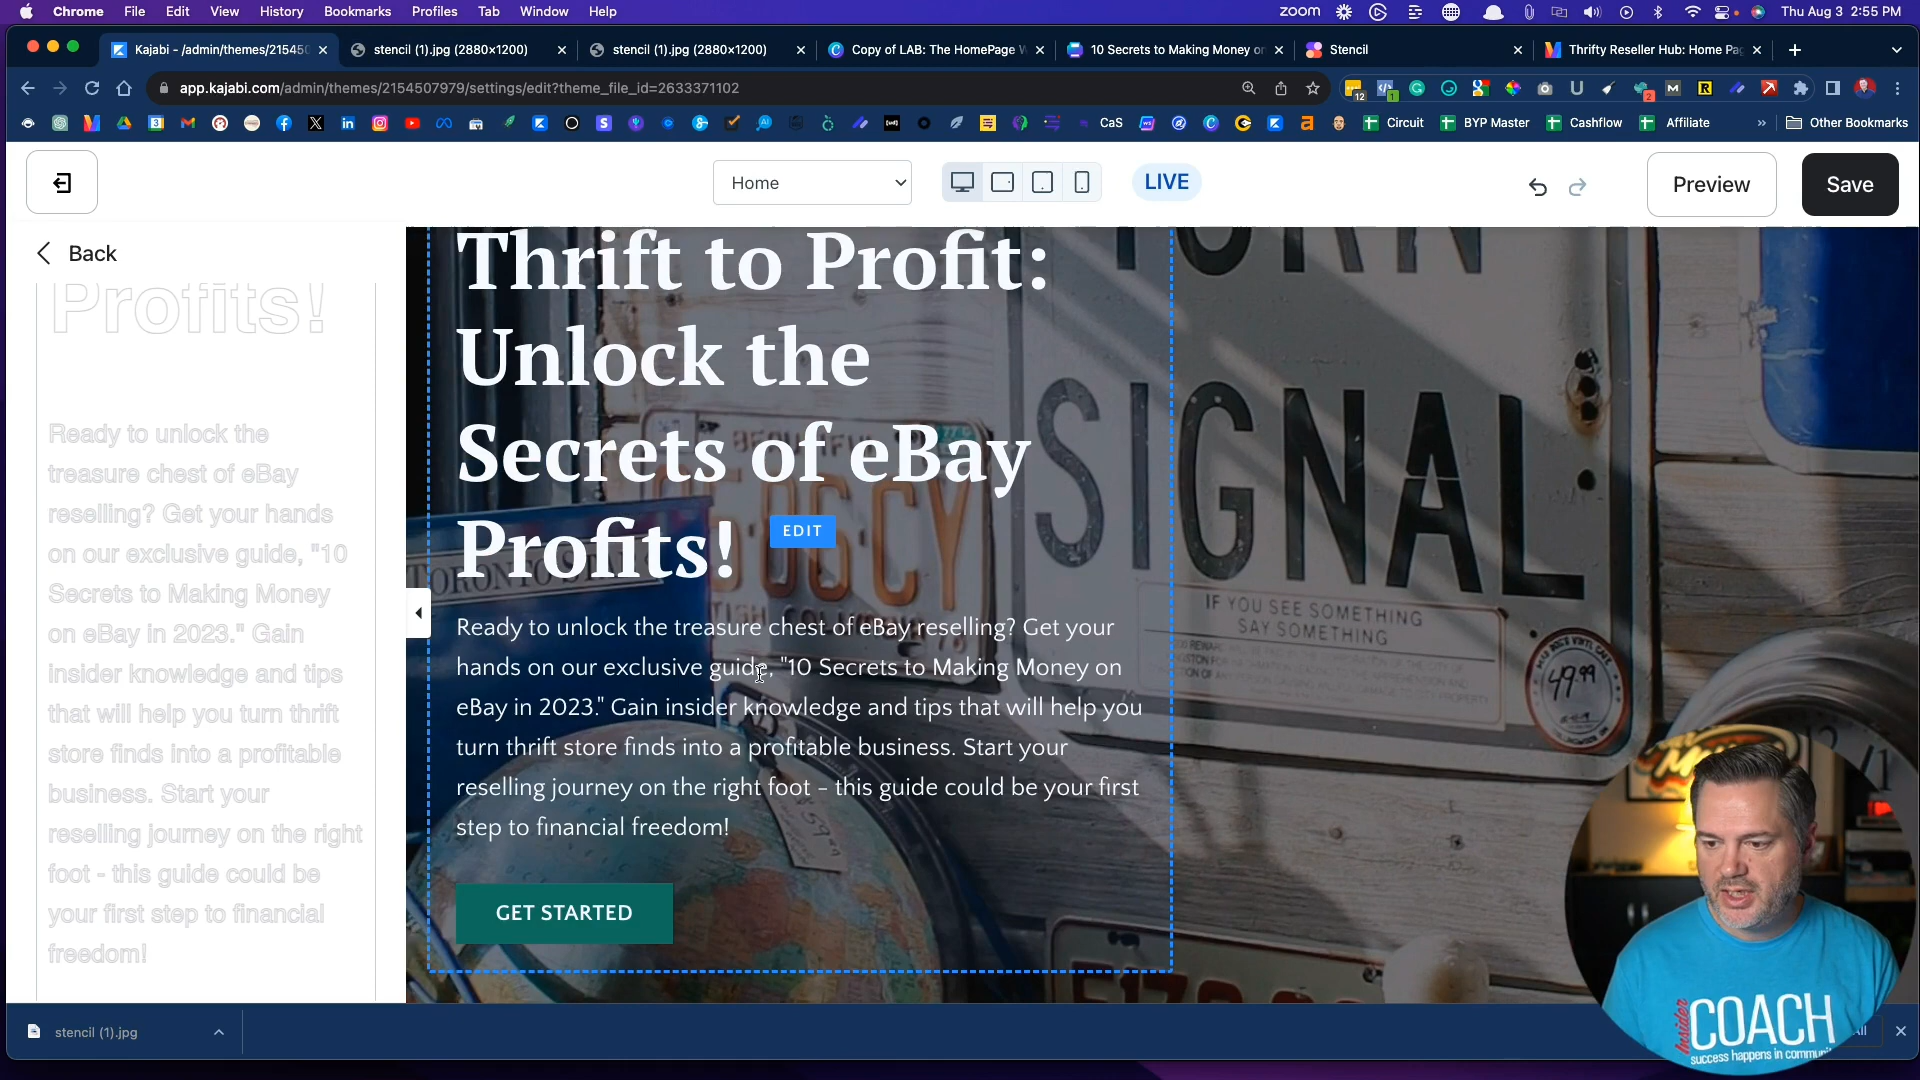 Chrome File Edit View History Bookmarks Profiles Tab Window Help
zoom
Thu Aug 3 2:55 PM
Kajabi - /admin/themes/21545
stencil (1).jpg (2880×1200)
stencil (1).jpg (2880×1200)
Copy of LAB: The HomePage W
10 Secrets to Making Money o
Stencil
Thrifty Reseller Hub: Home Pag
app.kajabi.com/admin/themes/2154507979/settings/edit?theme_file_id=2633371102
CaS
Circuit
BYP Master
Cashflow
Affiliate
Other Bookmarks
Home
LIVE
Preview
Save
Back
Profits!
Ready to unlock the
treasure chest of eBay
reselling? Get your hands
on our exclusive guide, "10
Secrets to Making Money
on eBay in 2023." Gain
insider knowledge and tips
that will help you turn thrift
store finds into a profitable
business. Start your
reselling journey on the right
foot - this guide could be
your first step to financial
freedom!
Thrift to Profit:
Unlock the
Secrets of eBay
Profits!
EDIT
Ready to unlock the treasure chest of eBay reselling? Get your
hands on our exclusive guide, "10 Secrets to Making Money on
eBay in 2023." Gain insider knowledge and tips that will help you
turn thrift store finds into a profitable business. Start your
reselling journey on the right foot - this guide could be your first
step to financial freedom!
GET STARTED
TURN
SIGNAL
IF YOU SEE SOMETHING
SAY SOMETHING
49.99
stencil (1).jpg
Insider
COACH
success happens in communi